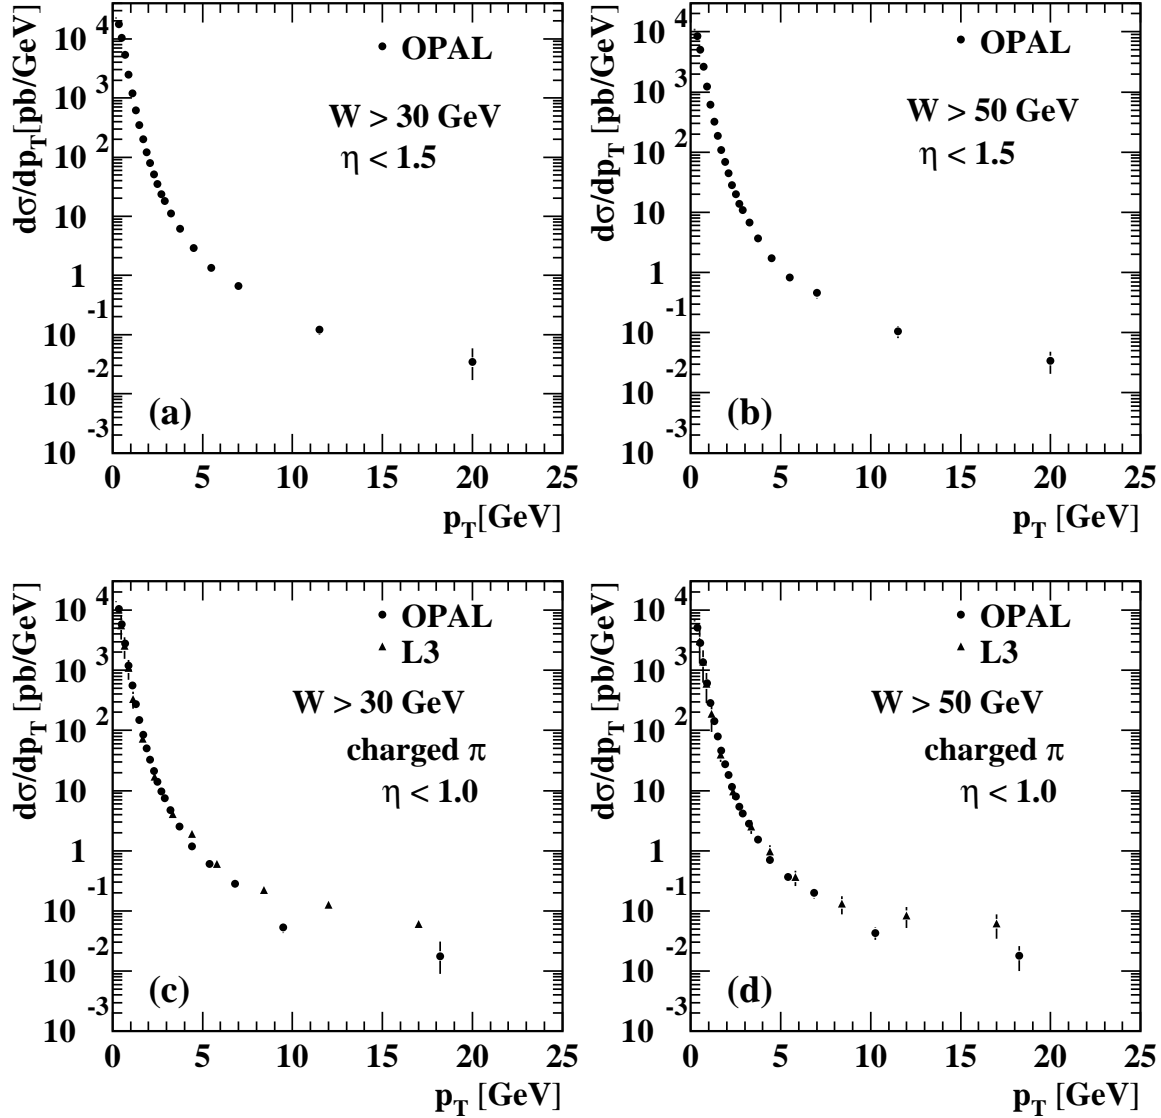 dσ/dp_T[pb/GeV]
10^4
10^3
10^2
10
1
10^-1
10^-2
10^-3
OPAL
W > 30 GeV
η < 1.5
(a)
0 5 10 15 20 25
p_T[GeV]
dσ/dp_T [pb/GeV]
10^4
10^3
10^2
10
1
10^-1
10^-2
10^-3
OPAL
W > 50 GeV
η < 1.5
(b)
0 5 10 15 20 25
p_T [GeV]
dσ/dp_T [pb/GeV]
10^4
10^3
10^2
10
1
10^-1
10^-2
10^-3
OPAL
L3
W > 30 GeV
charged π
η < 1.0
(c)
0 5 10 15 20 25
p_T [GeV]
dσ/dp_T [pb/GeV]
10^4
10^3
10^2
10
1
10^-1
10^-2
10^-3
OPAL
L3
W > 50 GeV
charged π
η < 1.0
(d)
0 5 10 15 20 25
p_T [GeV]